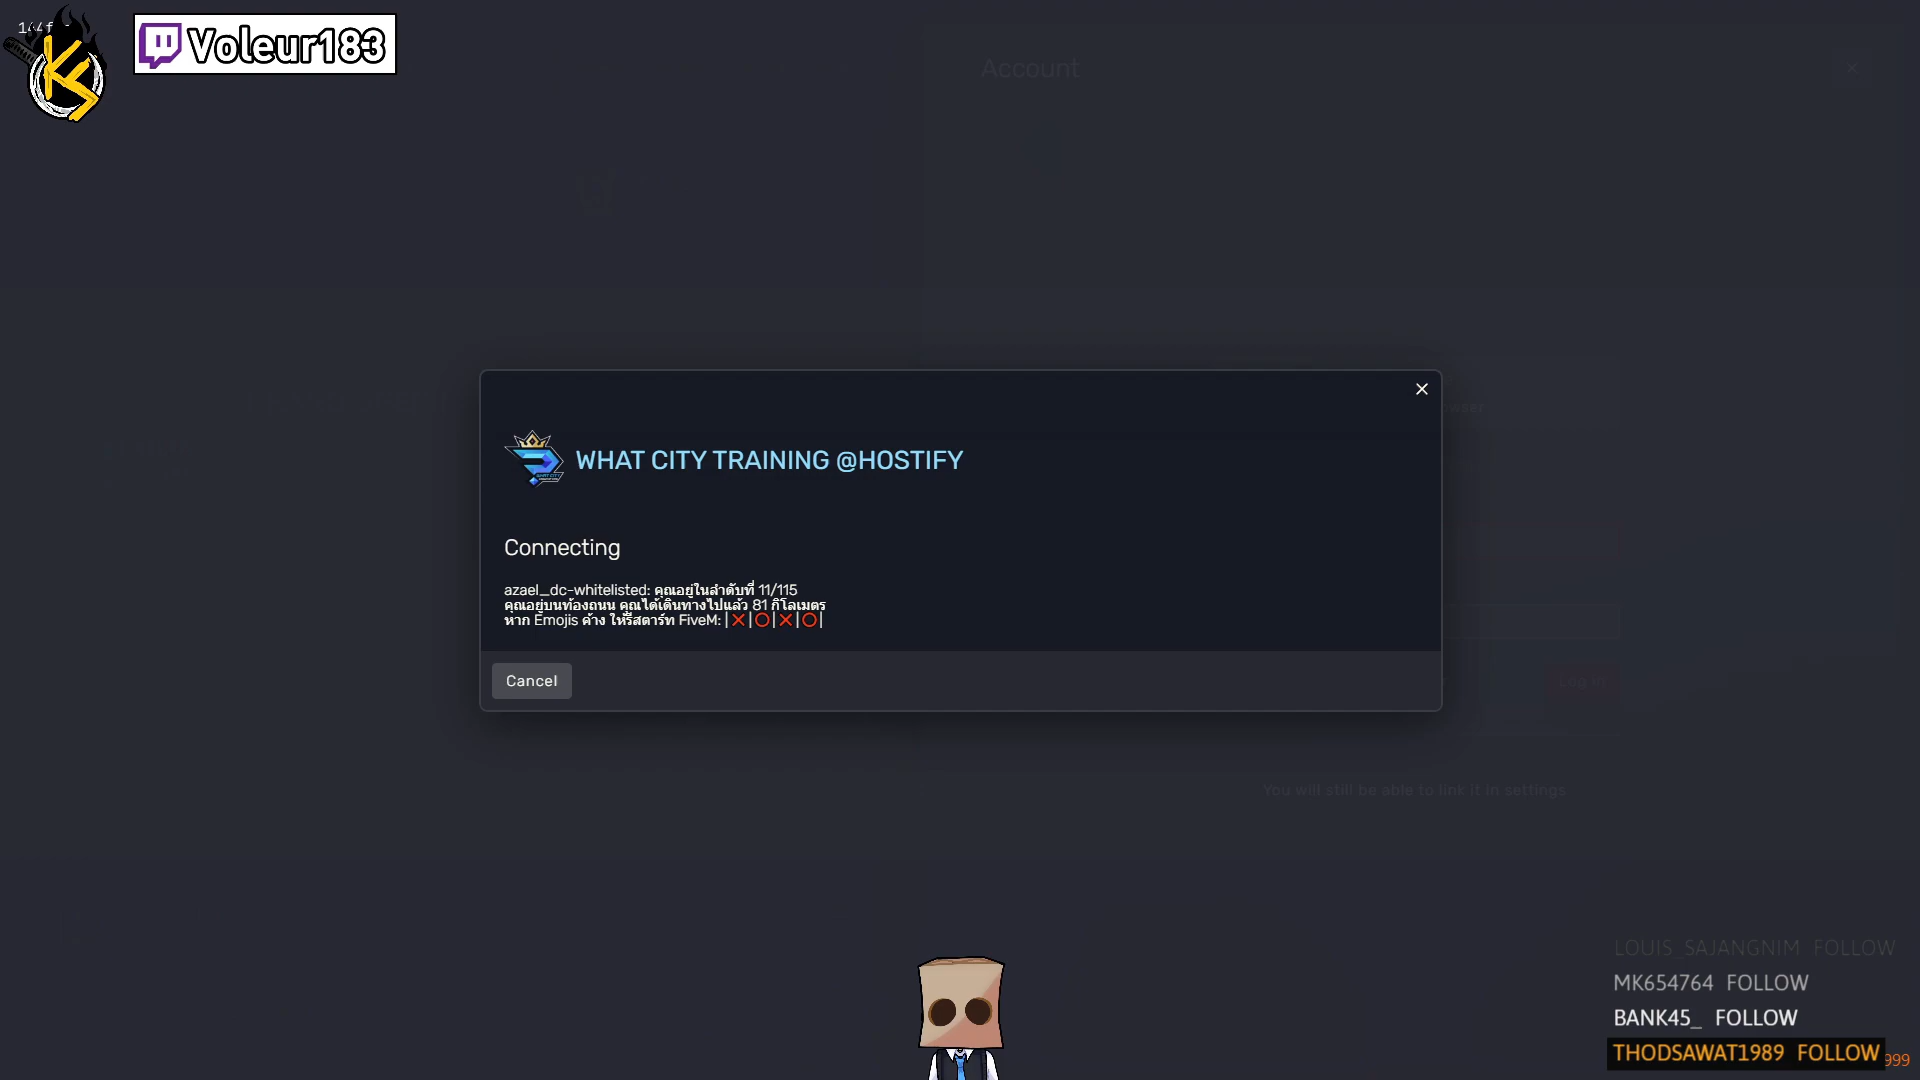 Voleur183
Account
WHAT CITY TRAINING @HOSTIFY
Connecting
azael_dc-whitelisted: คุณอยู่ในลำดับที่ 11/115
คุณอยู่บนท้องถนน คุณได้เดินทางไปแล้ว 81 กิโลเมตร
หาก Emojis ค้าง ให้รีสตาร์ท FiveM: |❌|⭕|❌|⭕|
Cancel
Log in
You will still be able to link it in settings
LOUIS_SAJANGNIM FOLLOW
MK654764 FOLLOW
BANK45_ FOLLOW
THODSAWAT1989 FOLLOW
999